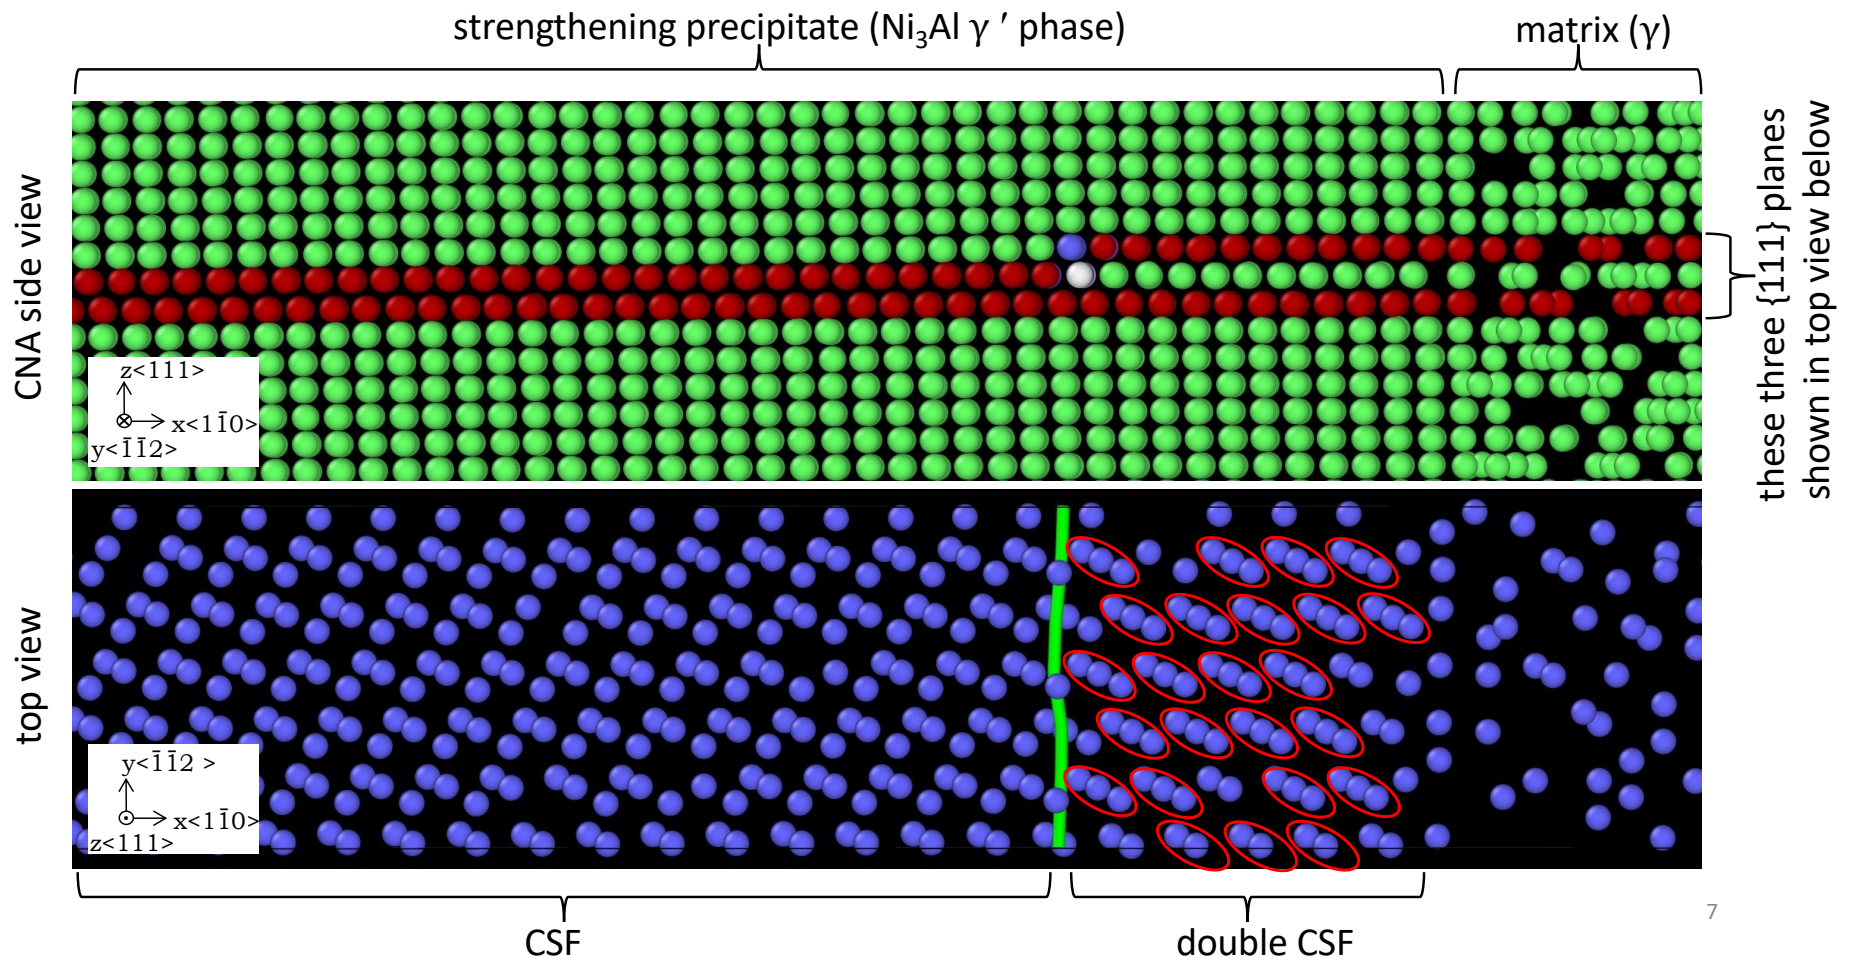 strengthening precipitate (Ni₃Al γ ′ phase)
matrix (γ)
CNA side view
z<111>
x<11̄0>
y<1̄1̄2>
these three {111} planes
shown in top view below
top view
y<1̄1̄2 >
x<11̄0>
z<111>
CSF
double CSF
7